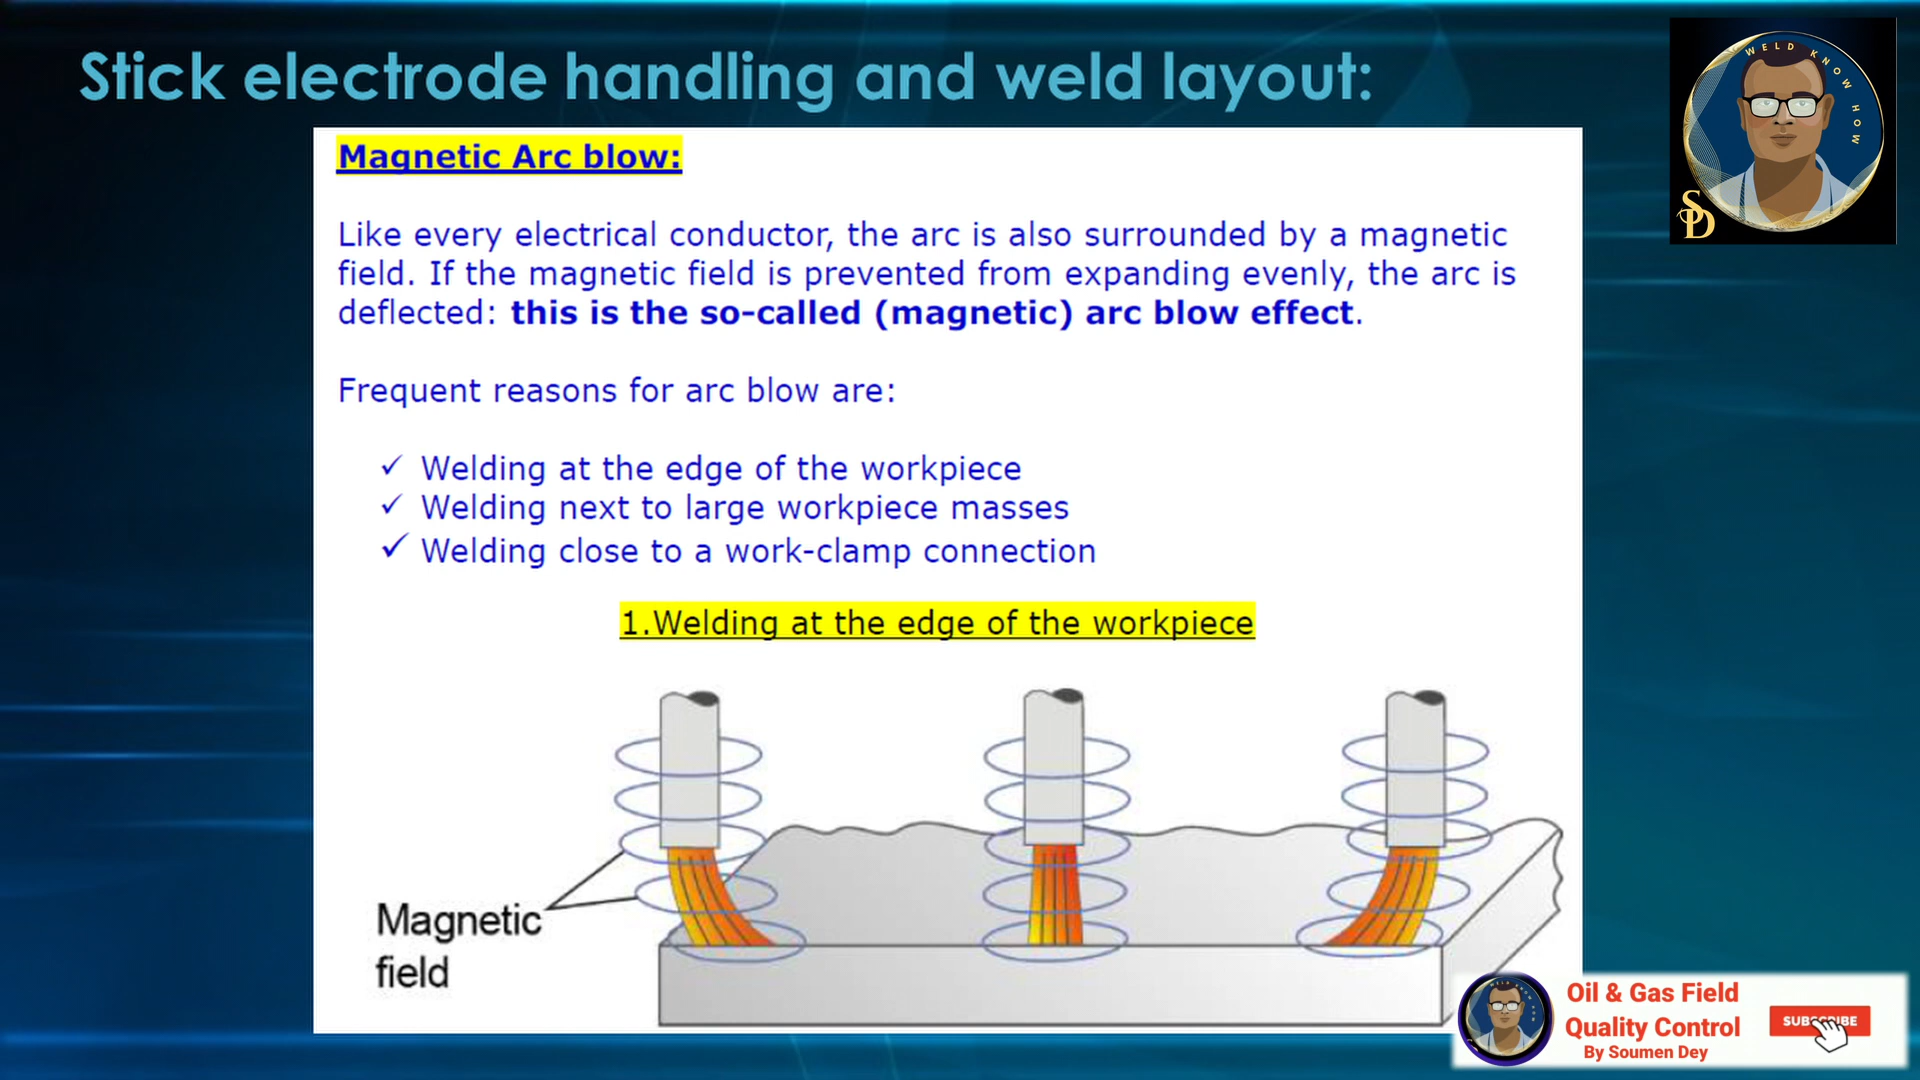 Stick electrode handling and weld layout:
WELD KNOW HOW
SD
Magnetic Arc blow:
Like every electrical conductor, the arc is also surrounded by a magnetic
field. If the magnetic field is prevented from expanding evenly, the arc is
deflected: this is the so-called (magnetic) arc blow effect.
Frequent reasons for arc blow are:
✓ Welding at the edge of the workpiece
✓ Welding next to large workpiece masses
✓ Welding close to a work-clamp connection
1.Welding at the edge of the workpiece
Magnetic
field
Oil & Gas Field
Quality Control
By Soumen Dey
SUBSCRIBE